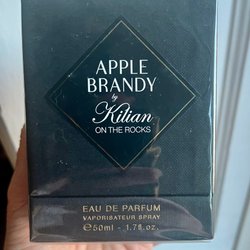 APPLE
BRANDY
by
Kilian
ON THE ROCKS
EAU DE PARFUM
VAPORISATEUR SPRAY
℮50ml - 1.7fl.oz.